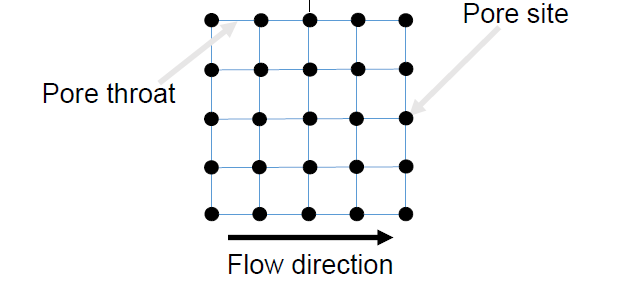 Pore site
Pore throat
Flow direction